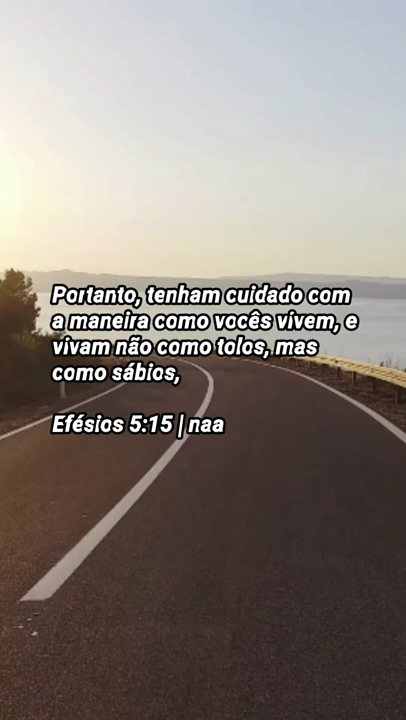 Portanto, tenham cuidado com
a maneira como vocês vivem, e
vivam não como tolos, mas
como sábios,
Efésios 5:15 | naa